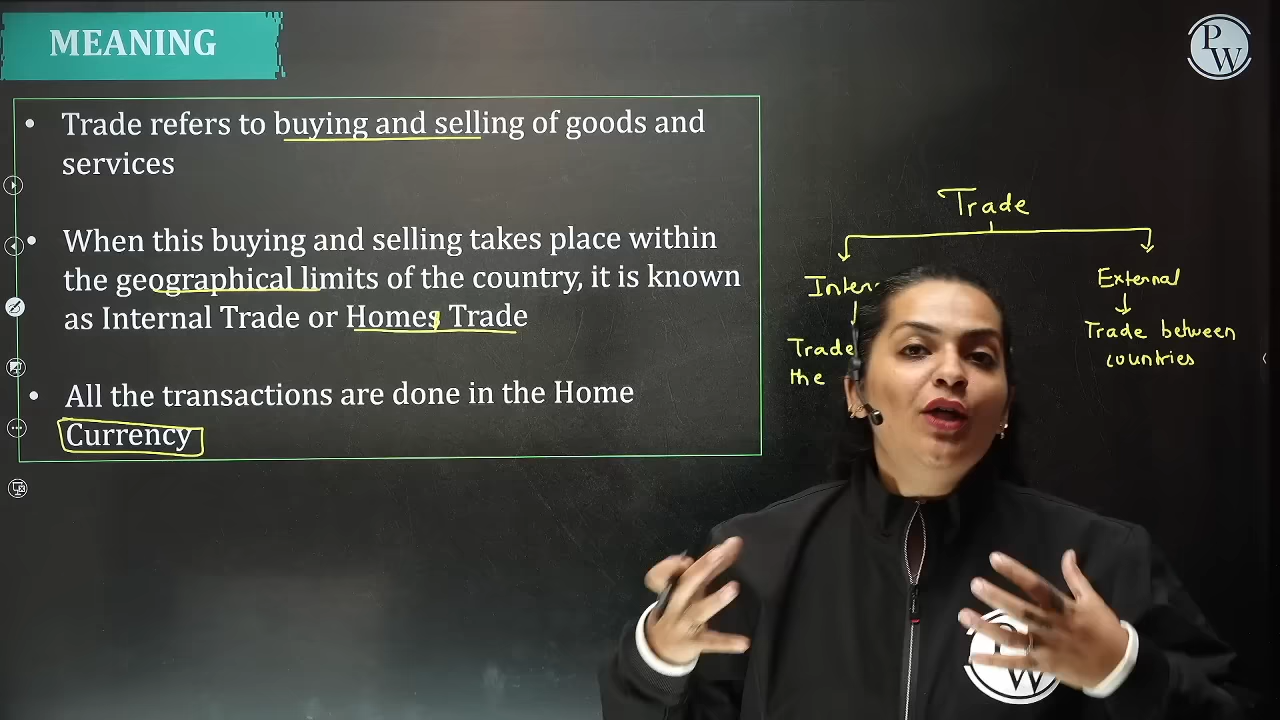 MEANING
PW
• Trade refers to buying and selling of goods and
services
• When this buying and selling takes place within
the geographical limits of the country, it is known
as Internal Trade or Homes Trade
• All the transactions are done in the Home
Currency
Trade
External
Trade
the
Trade between
countries
PW